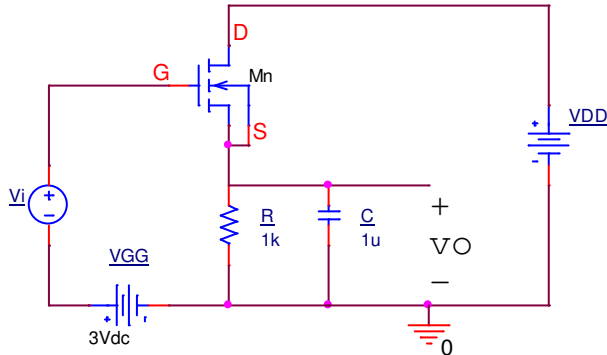 D
G
Mn
S
VDD
+
-
Vi
+
-
R
1k
C
1u
+
VO
-
VGG
+
-
3Vdc
0